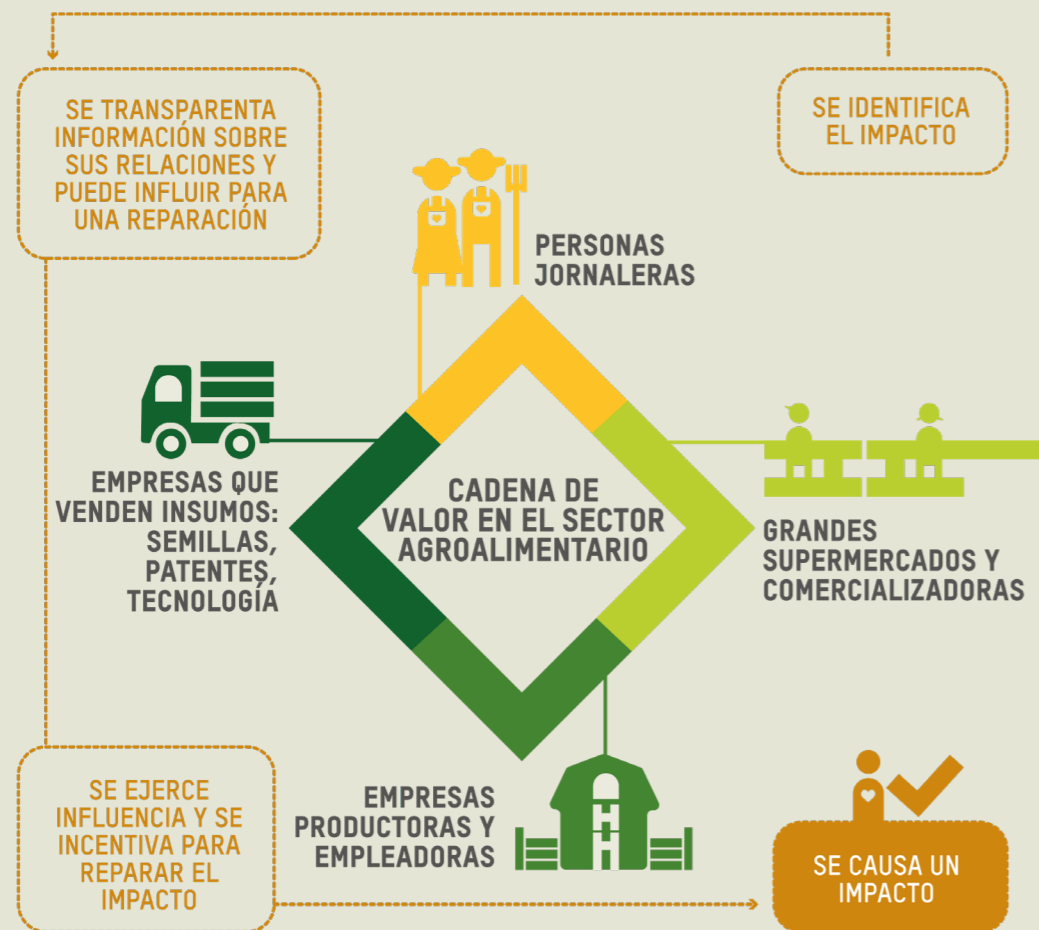 SE TRANSPARENTA
INFORMACIÓN SOBRE
SUS RELACIONES Y
PUEDE INFLUIR PARA
UNA REPARACIÓN
SE IDENTIFICA
EL IMPACTO
PERSONAS
JORNALERAS
EMPRESAS QUE
VENDEN INSUMOS:
SEMILLAS,
PATENTES,
TECNOLOGÍA
CADENA DE
VALOR EN EL SECTOR
AGROALIMENTARIO
GRANDES
SUPERMERCADOS Y
COMERCIALIZADORAS
EMPRESAS
PRODUCTORAS Y
EMPLEADORAS
SE EJERCE
INFLUENCIA Y SE
INCENTIVA PARA
REPARAR EL
IMPACTO
SE CAUSA UN
IMPACTO